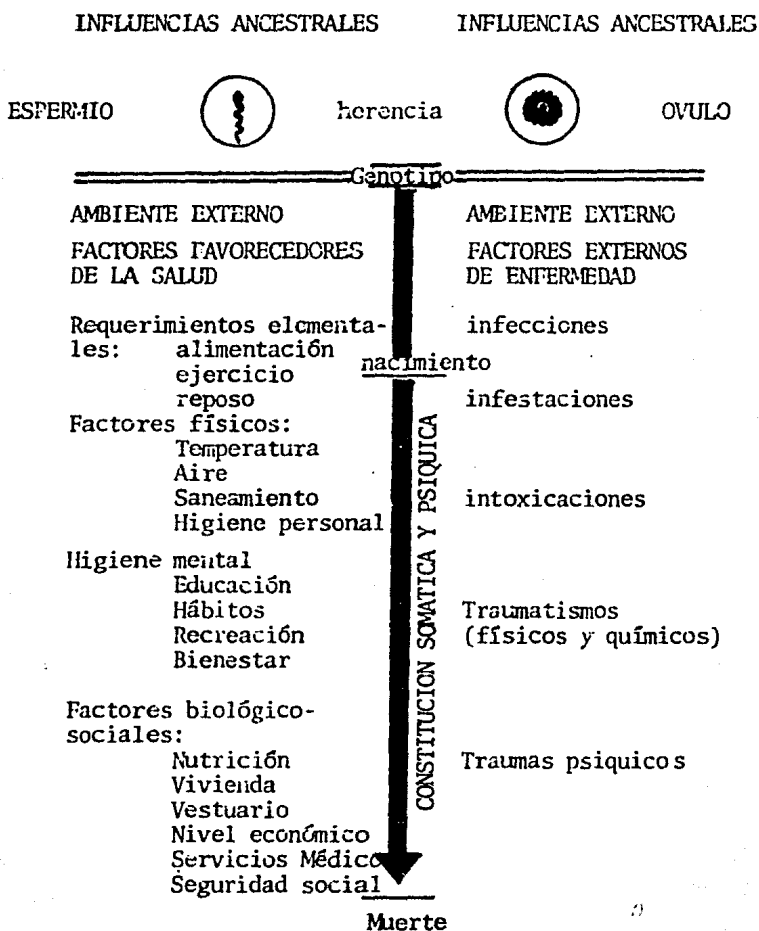 INFLUENCIAS ANCESTRALES INFLUENCIAS ANCESTRALES
ESPERMIO herencia OVULO
Genotipo
AMBIENTE EXTERNO
FACTORES FAVORECEDORES
DE LA SALUD
Requerimientos elementa-
les: alimentación
ejercicio
reposo
Factores físicos:
Temperatura
Aire
Saneamiento
Higiene personal
Higiene mental
Educación
Hábitos
Recreación
Bienestar
Factores biológico-
sociales:
Nutrición
Vivienda
Vestuario
Nivel económico
Servicios Médico
Seguridad social
nacimiento
CONSTITUCION SOMATICA Y PSIQUICA
Muerte
AMBIENTE EXTERNO
FACTORES EXTERNOS
DE ENFERMEDAD
infecciones
infestaciones
intoxicaciones
Traumatismos
(físicos y químicos)
Traumas psiquicos